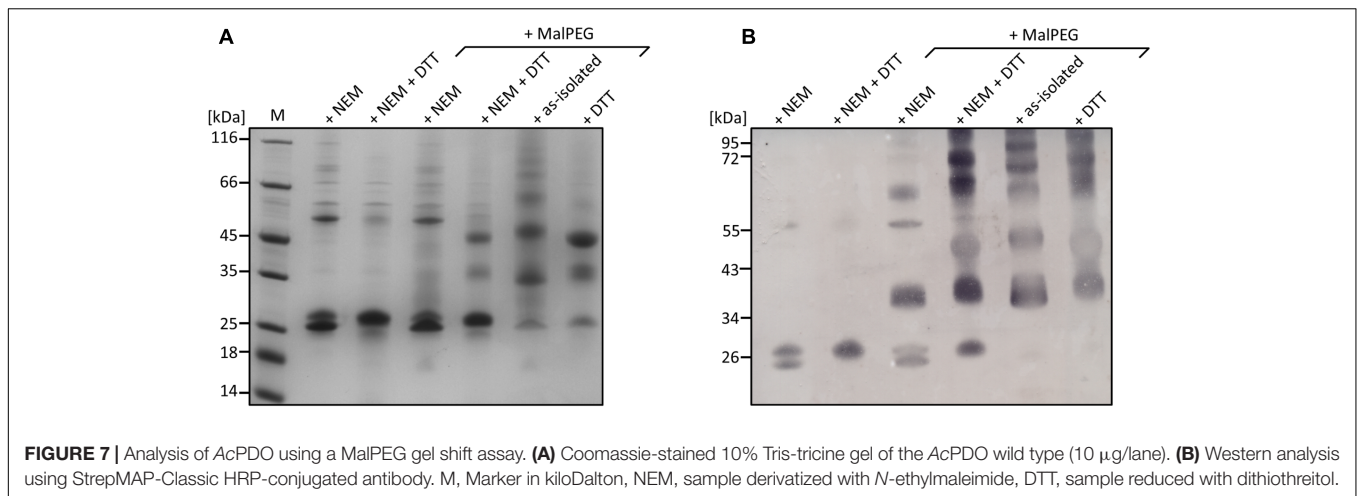 A
+ MalPEG
+ NEM
+ NEM + DTT
+ NEM
+ NEM + DTT
+ as-isolated
+ DTT
[kDa] M
116
66
45
35
25
18
14
B
+ MalPEG
+ NEM
+ NEM + DTT
+ NEM
+ NEM + DTT
+ as-isolated
+ DTT
[kDa]
95
72
55
43
34
26
FIGURE 7 | Analysis of AcPDO using a MalPEG gel shift assay. (A) Coomassie-stained 10% Tris-tricine gel of the AcPDO wild type (10 μg/lane). (B) Western analysis
using StrepMAP-Classic HRP-conjugated antibody. M, Marker in kiloDalton, NEM, sample derivatized with N-ethylmaleimide, DTT, sample reduced with dithiothreitol.